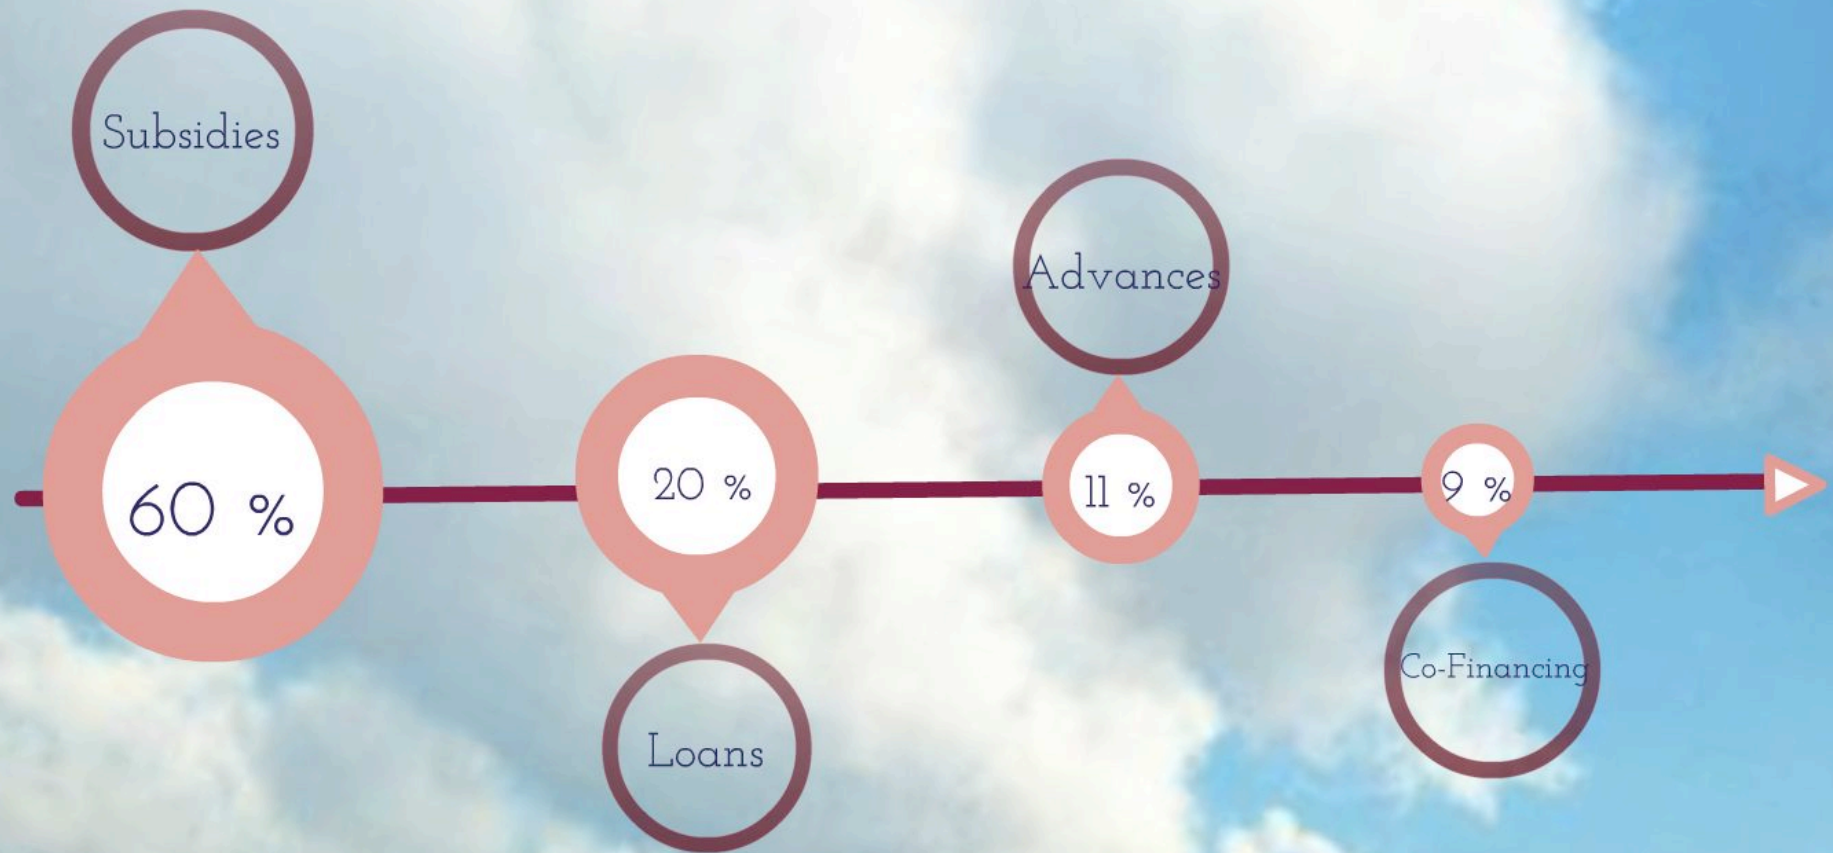 Subsidies
60 %
20 %
Loans
Advances
11 %
9 %
Co-Financing